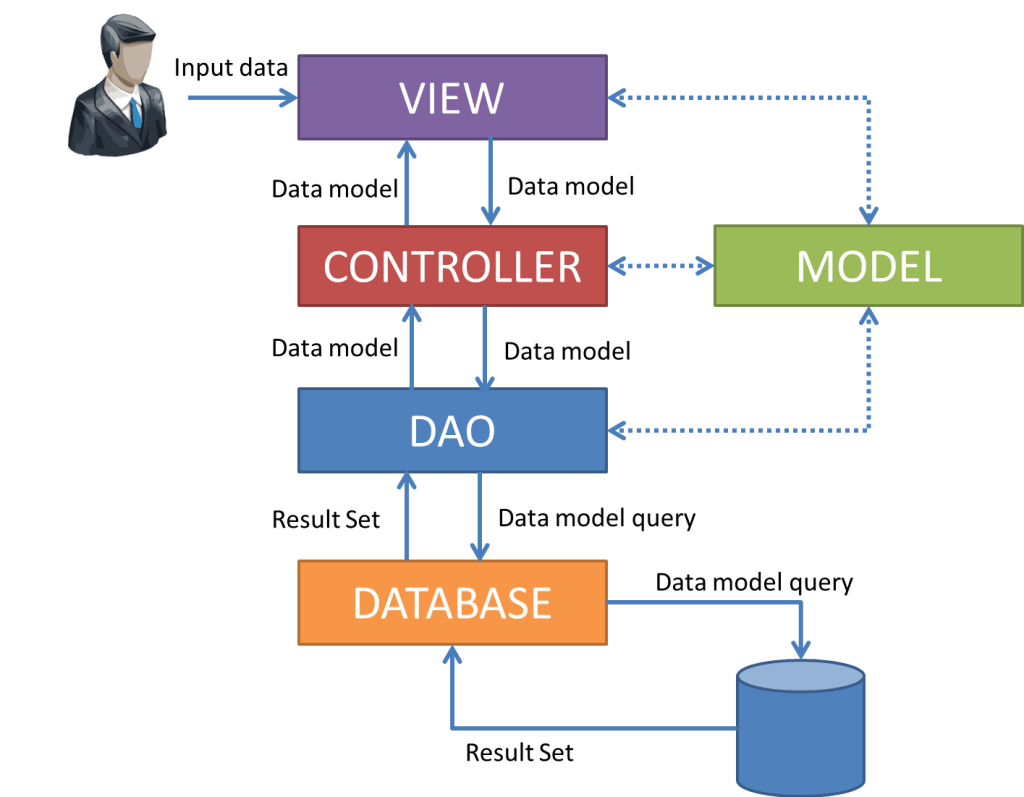 Input data
VIEW
Data model
Data model
CONTROLLER
MODEL
Data model
Data model
DAO
Result Set
Data model query
DATABASE
Data model query
Result Set